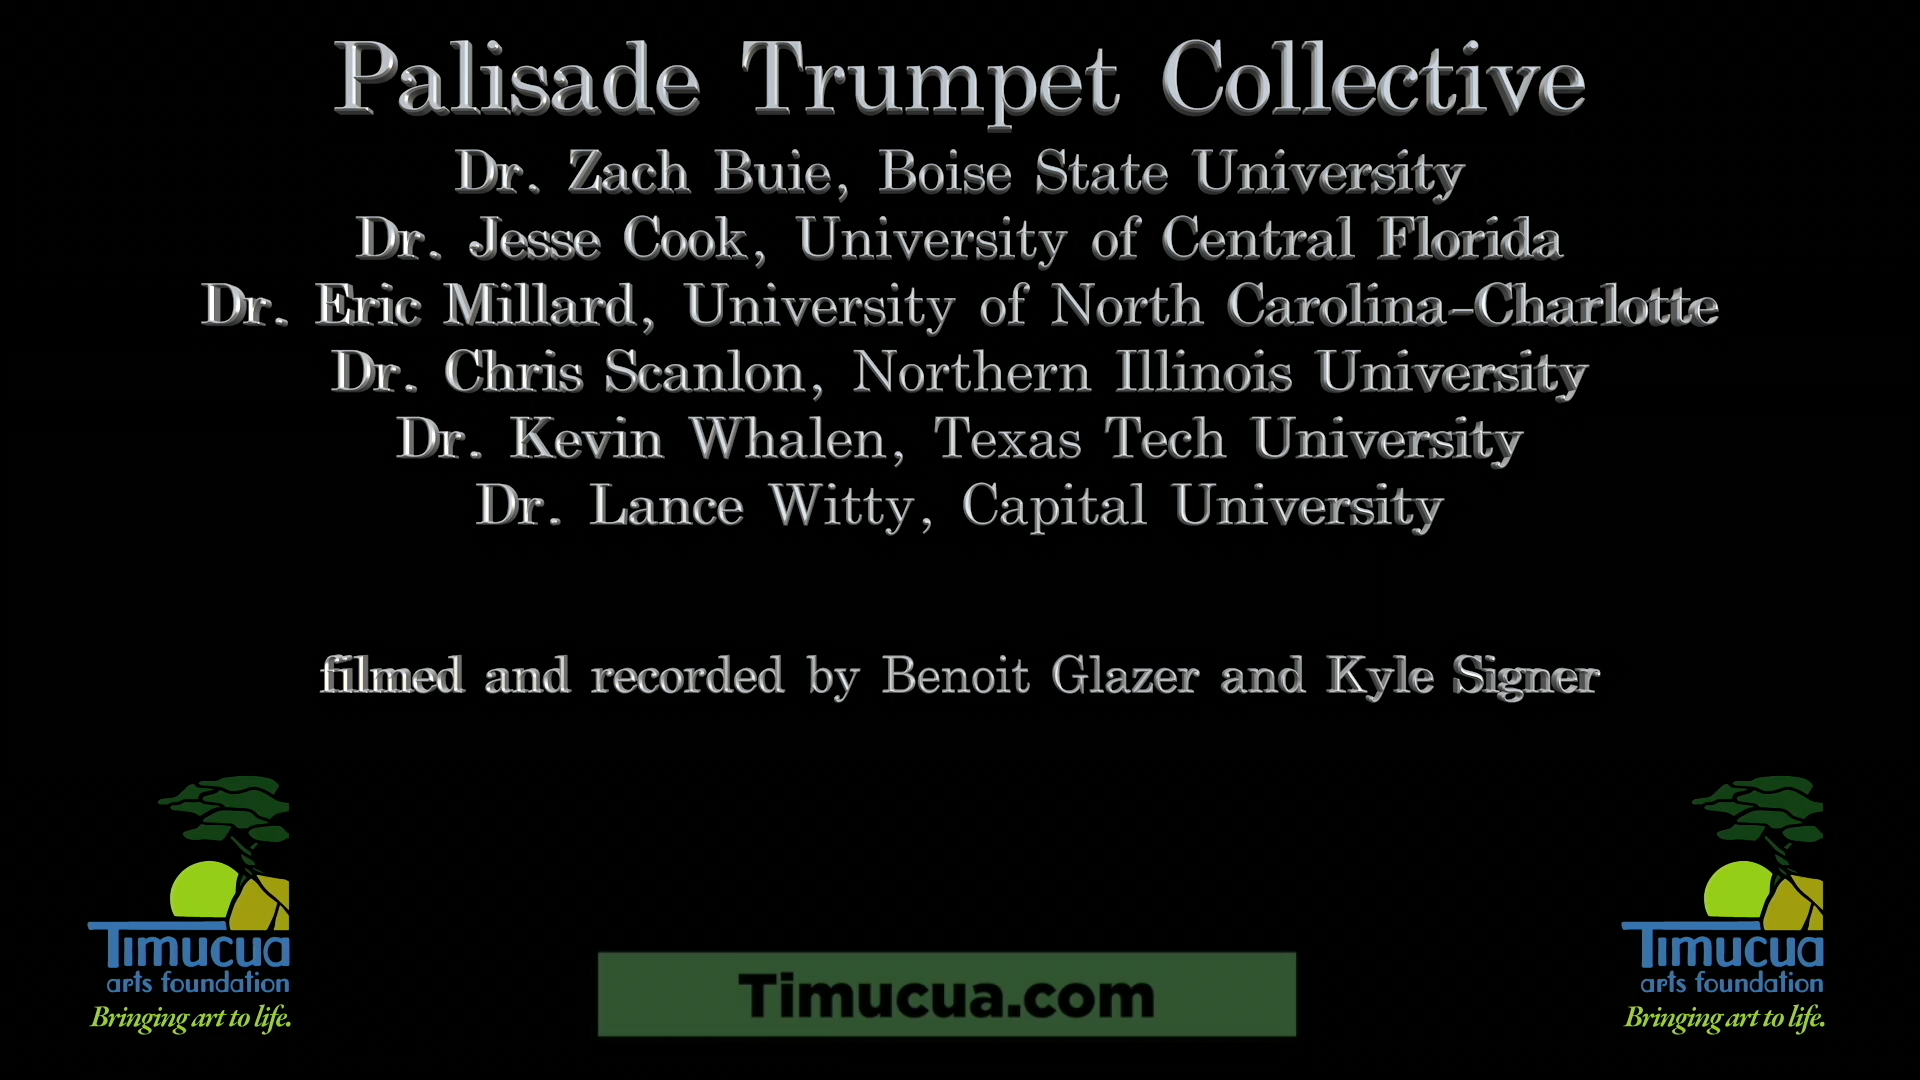 Palisade Trumpet Collective
Dr. Zach Buie, Boise State University
Dr. Jesse Cook, University of Central Florida
Dr. Eric Millard, University of North Carolina-Charlotte
Dr. Chris Scanlon, Northern Illinois University
Dr. Kevin Whalen, Texas Tech University
Dr. Lance Witty, Capital University
filmed and recorded by Benoit Glazer and Kyle Signer
Timucua
arts foundation
Bringing art to life.
Timucua.com
Timucua
arts foundation
Bringing art to life.